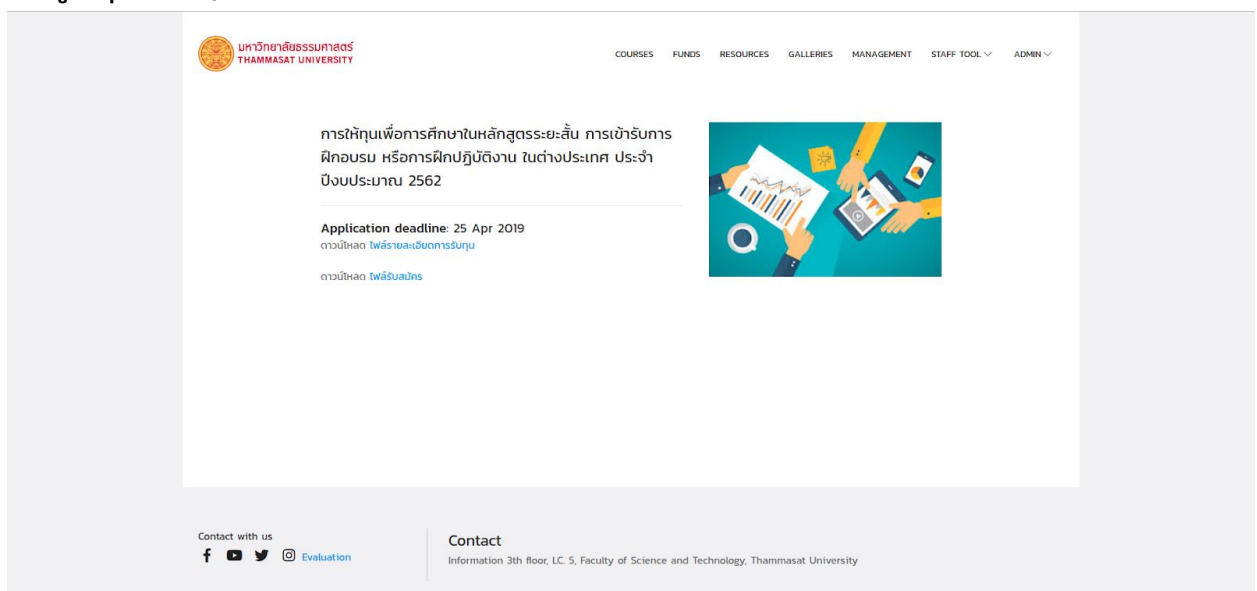 มหาวิทยาลัยธรรมศาสตร์
THAMMASAT UNIVERSITY
COURSES FUNDS RESOURCES GALLERIES MANAGEMENT STAFF TOOL ADMIN
การให้ทุนเพื่อการศึกษาในหลักสูตรระยะสั้น การเข้ารับการ
ฝึกอบรม หรือการฝึกปฏิบัติงาน ในต่างประเทศ ประจำ
ปีงบประมาณ 2562
Application deadline: 25 Apr 2019
ดาวน์โหลด ไฟล์รายละเอียดการรับทุน
ดาวน์โหลด ไฟล์รับสมัคร
Contact with us
Evaluation
Contact
Information 3th floor, LC. 5, Faculty of Science and Technology, Thammasat University